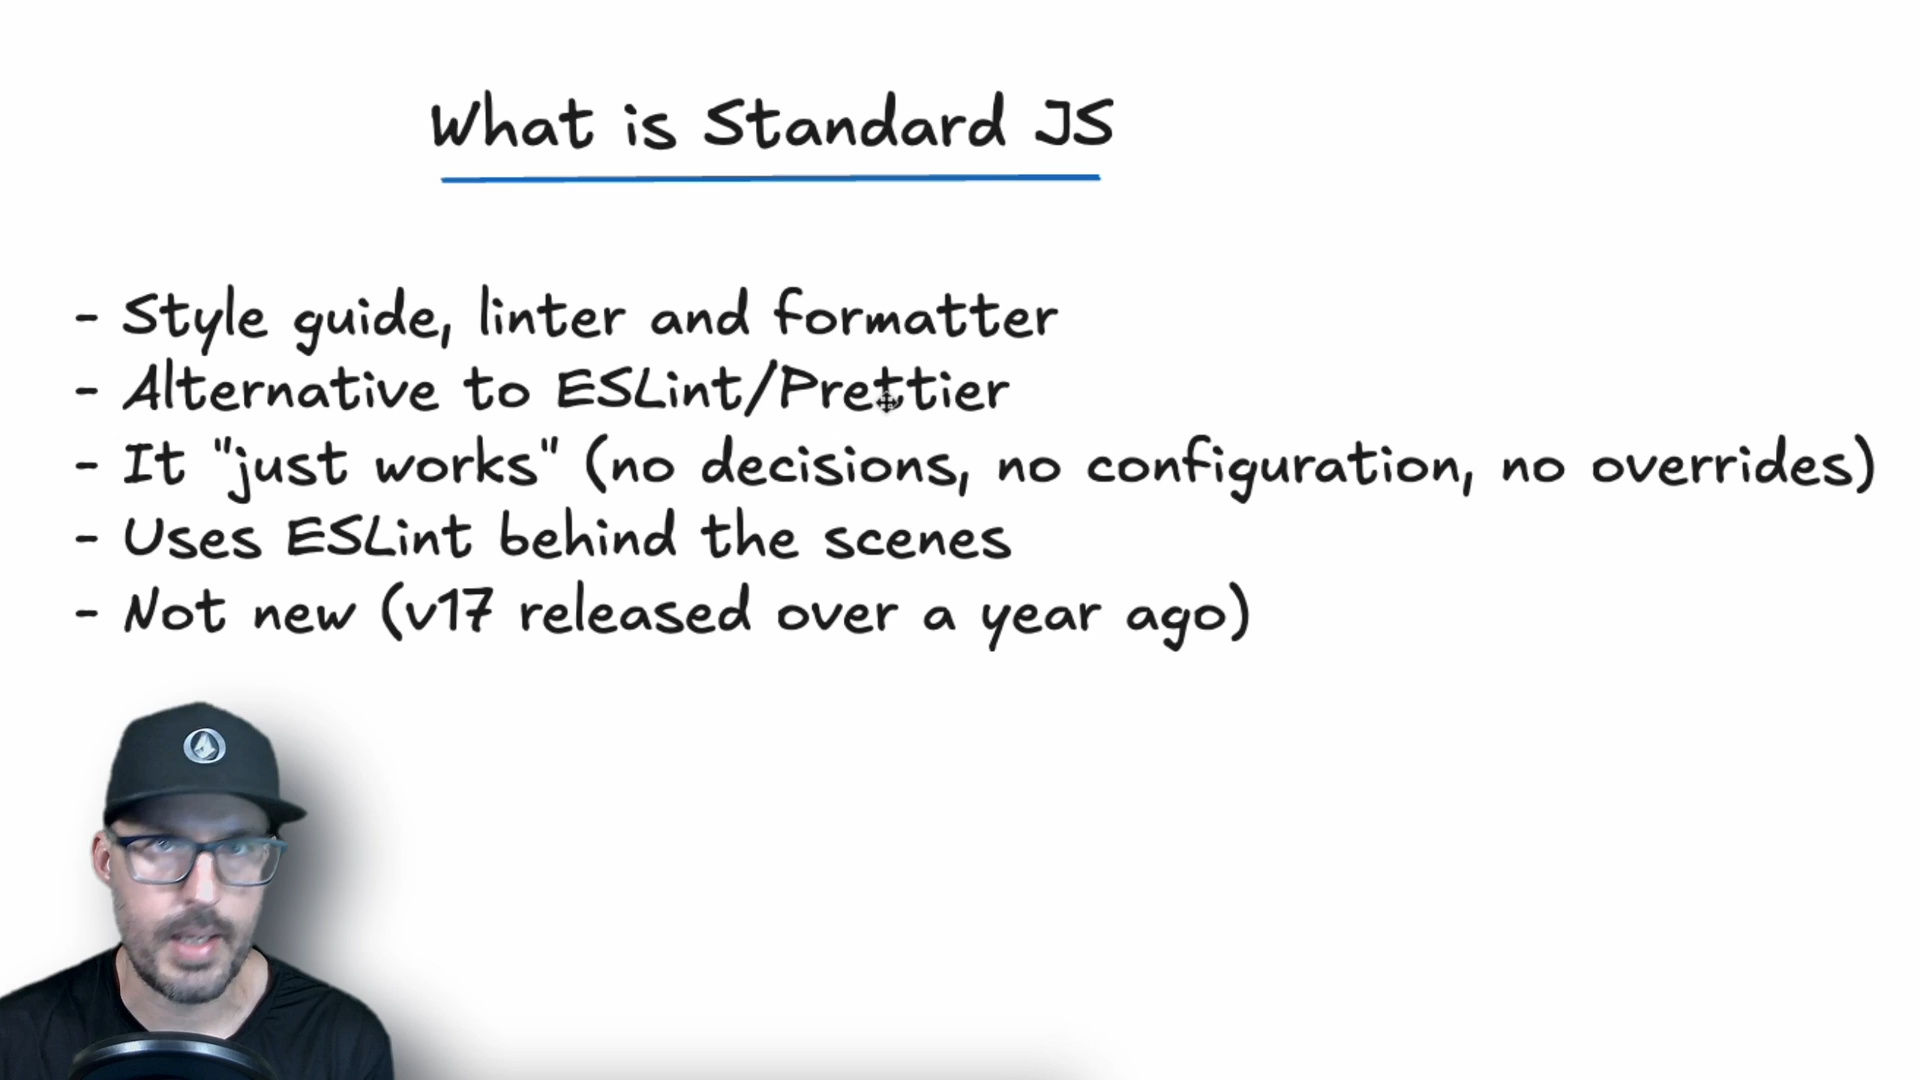 What is Standard JS
- Style guide, linter and formatter
- Alternative to ESLint/Prettier
- It "just works" (no decisions, no configuration, no overrides)
- Uses ESLint behind the scenes
- Not new (v17 released over a year ago)